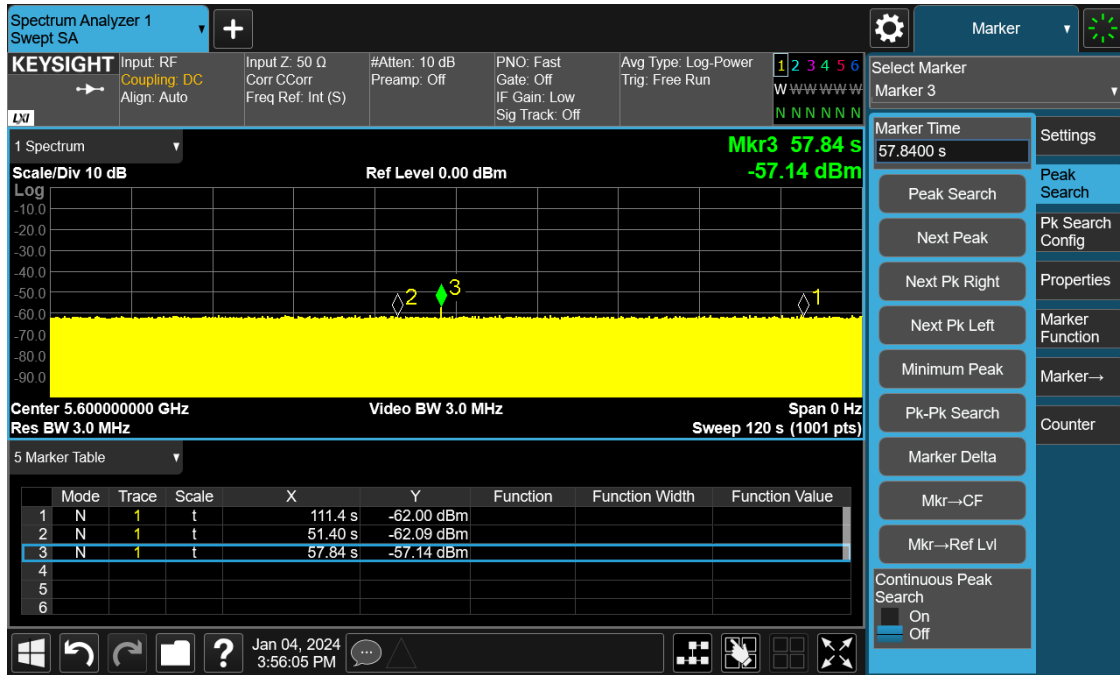 Spectrum Analyzer 1
Swept SA
Marker
KEYSIGHT
LXI
Input: RF
Coupling: DC
Align: Auto
Input Z: 50 Ω
Corr CCorr
Freq Ref: Int (S)
#Atten: 10 dB
Preamp: Off
PNO: Fast
Gate: Off
IF Gain: Low
Sig Track: Off
Avg Type: Log-Power
Trig: Free Run
1 2 3 4 5 6
W W W W W W
N N N N N N
Select Marker
Marker 3
1 Spectrum
Scale/Div 10 dB
Ref Level 0.00 dBm
Mkr3 57.84 s
-57.14 dBm
Log
-10.0
-20.0
-30.0
-40.0
-50.0
-60.0
-70.0
-80.0
-90.0
2
3
1
Center 5.600000000 GHz
Video BW 3.0 MHz
Span 0 Hz
Res BW 3.0 MHz
Sweep 120 s (1001 pts)
5 Marker Table
Mode Trace Scale X Y Function Function Width Function Value
1 N 1 t 111.4 s -62.00 dBm
2 N 1 t 51.40 s -62.09 dBm
3 N 1 t 57.84 s -57.14 dBm
4
5
6
Jan 04, 2024
3:56:05 PM
Marker Time
57.8400 s
Peak Search
Next Peak
Next Pk Right
Next Pk Left
Minimum Peak
Pk-Pk Search
Marker Delta
Mkr→CF
Mkr→Ref Lvl
Continuous Peak
Search
On
Off
Settings
Peak
Search
Pk Search
Config
Properties
Marker
Function
Marker→
Counter